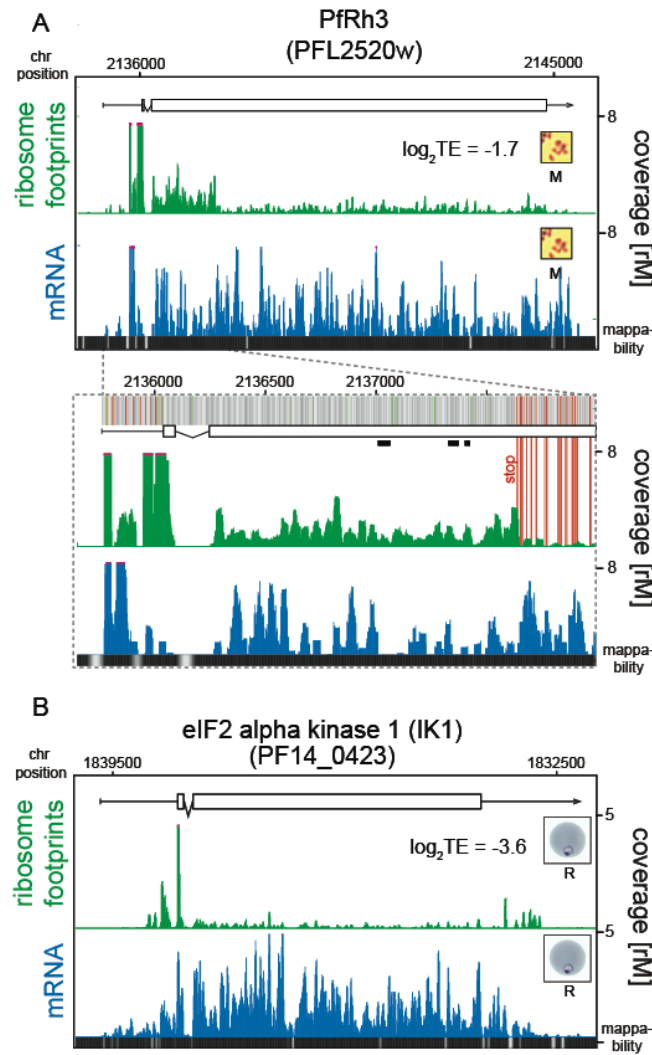 A
PfRh3
(PFL2520w)
chr
position
2136000
2145000
ribosome
footprints
log2TE = -1.7
M
8
coverage [rM]
8
mRNA
M
mappa-
bility
2136000
2136500
2137000
stop
8
coverage [rM]
8
mappa-
bility
B
eIF2 alpha kinase 1 (IK1)
(PF14_0423)
chr
position
1839500
1832500
ribosome
footprints
log2TE = -3.6
R
5
coverage [rM]
5
mRNA
R
mappa-
bility